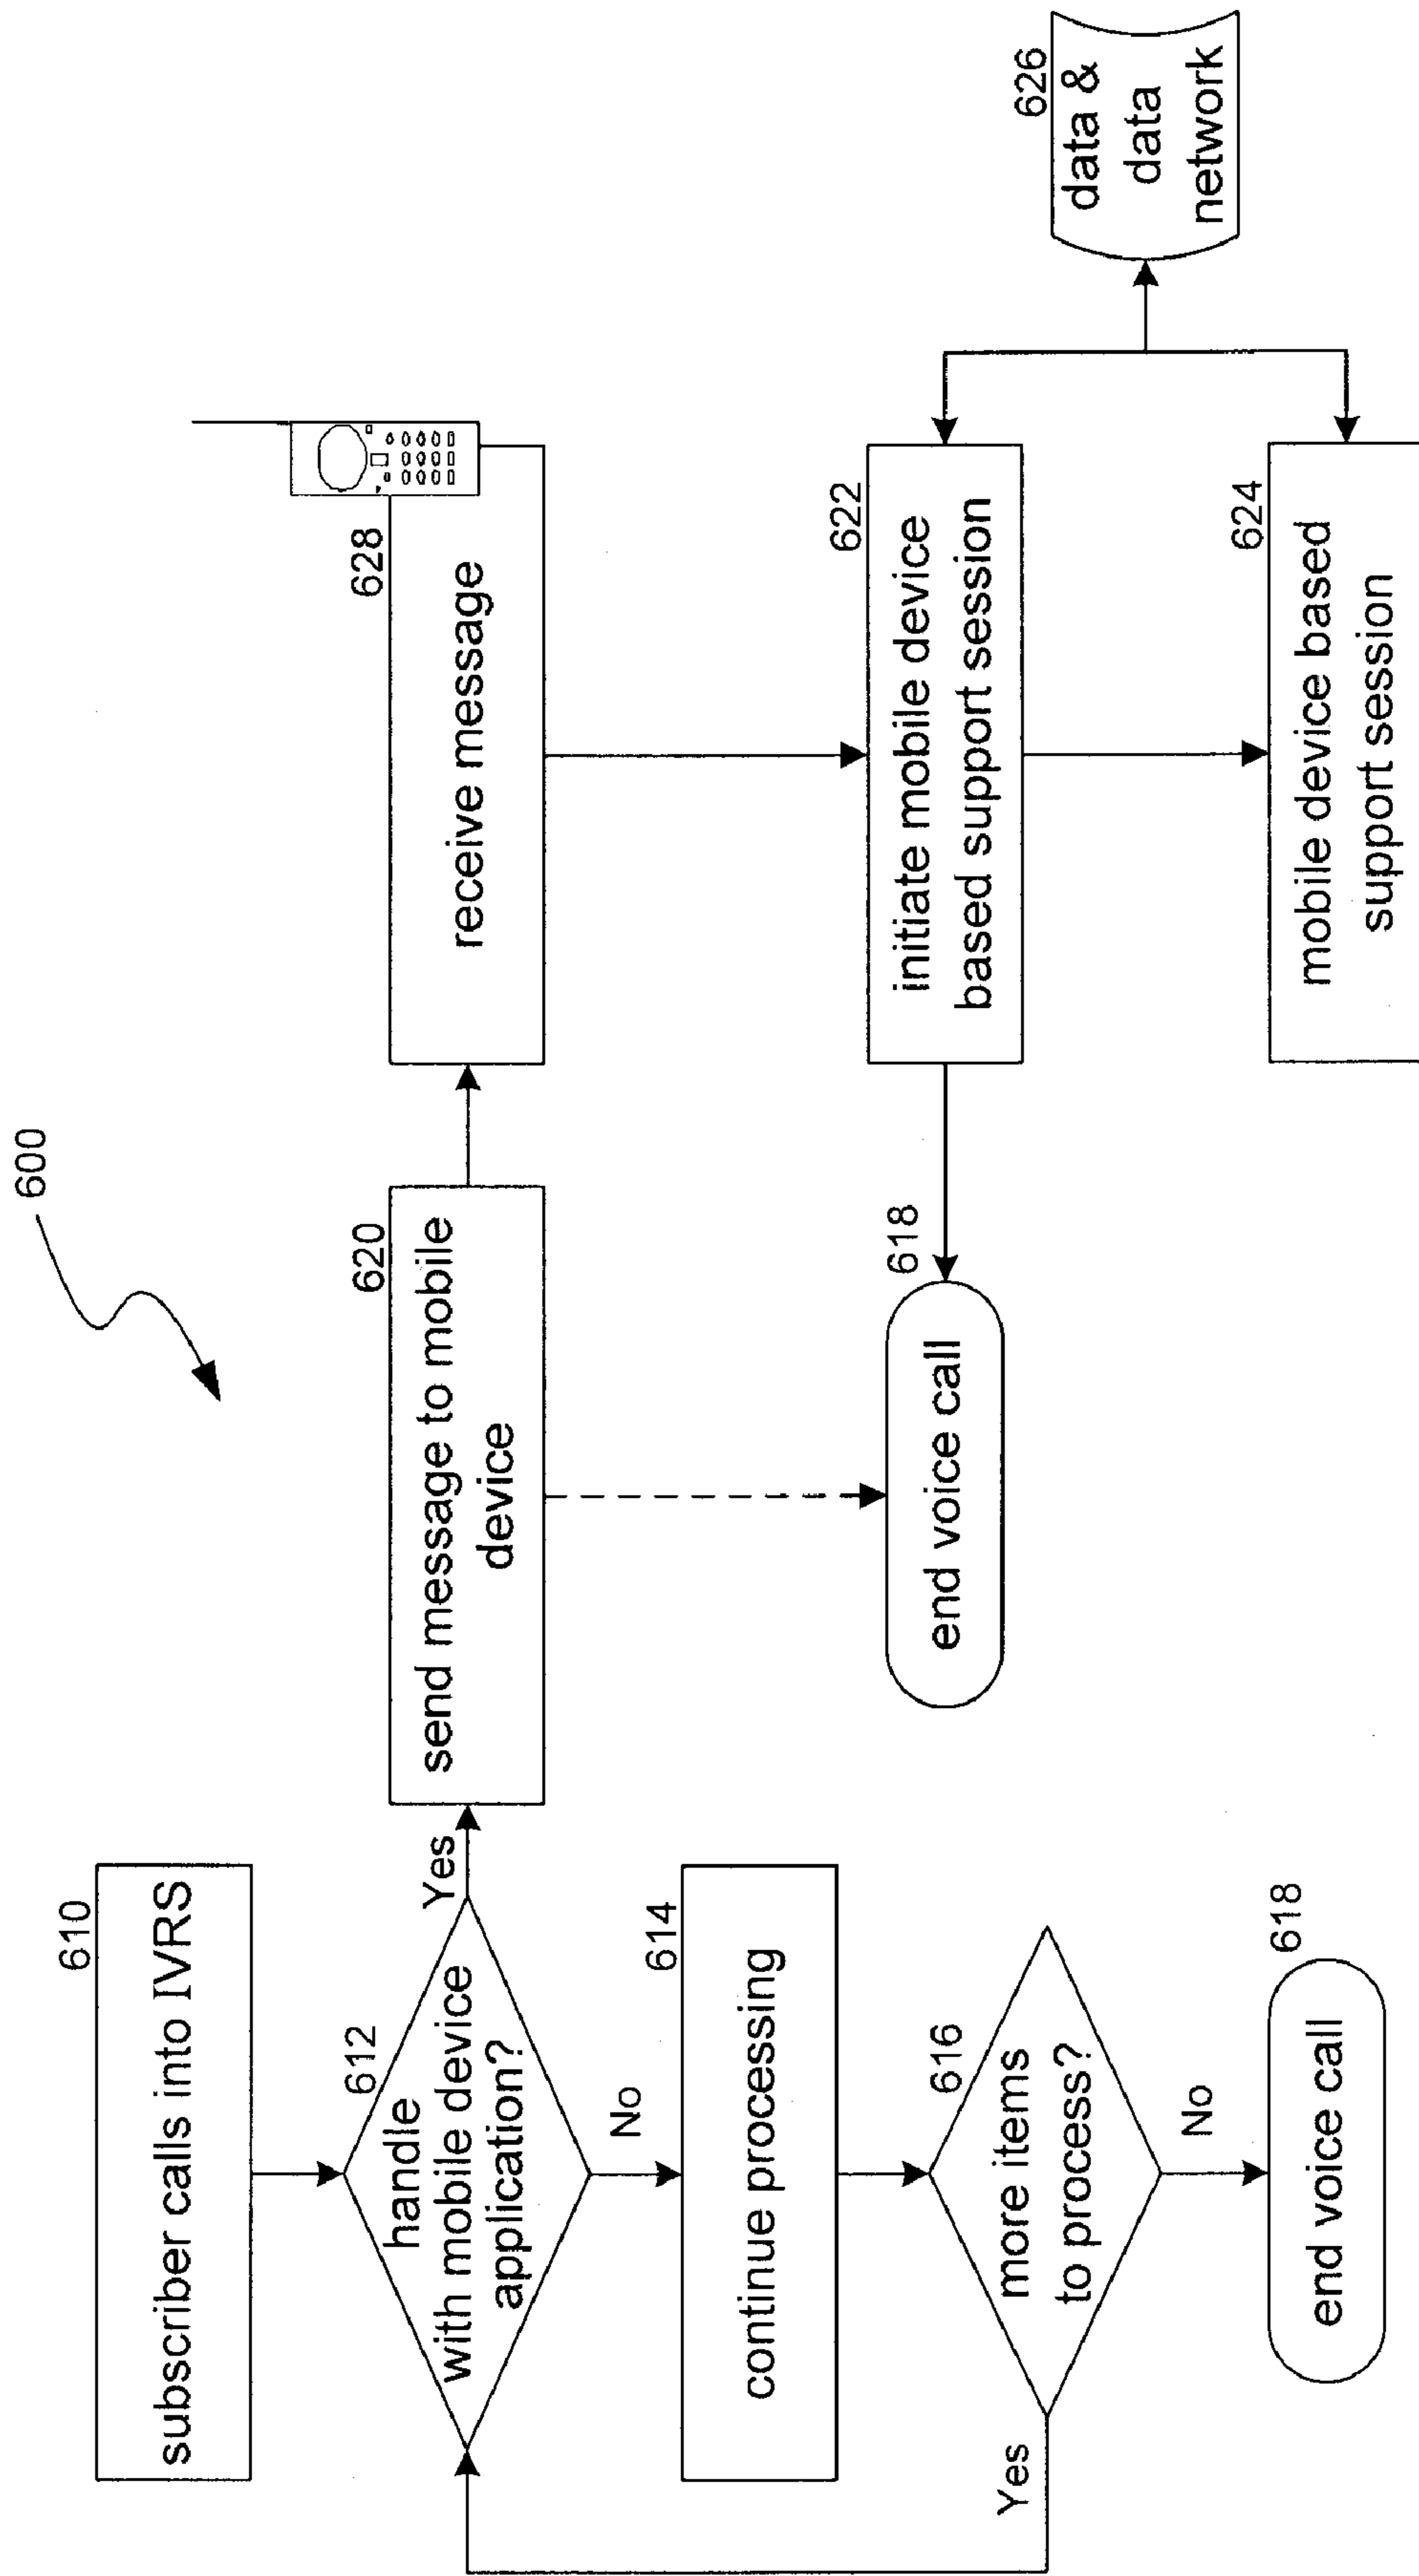 600
610
subscriber calls into IVRS
612
handle
with mobile device
application?
Yes
No
614
continue processing
616
more items
to process?
Yes
No
618
end voice call
620
send message to mobile
device
618
end voice call
628
receive message
622
initiate mobile device
based support session
624
mobile device based
support session
626
data &
data
network